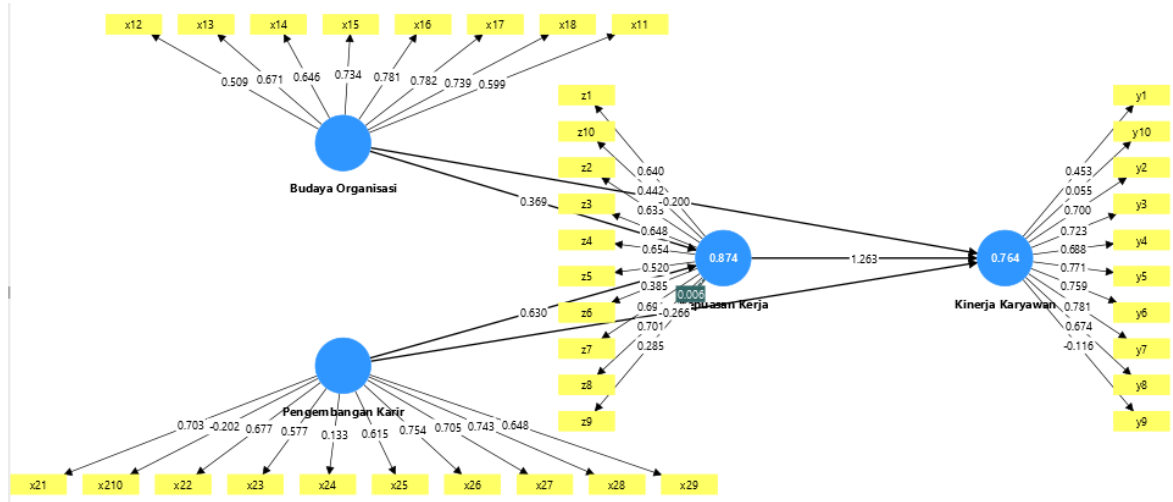 x12 x13 x14 x15 x16 x17 x18 x11
0.509 0.671 0.646 0.734 0.781 0.782 0.739 0.599
Budaya Organisasi
z1
z10
z2
z3
z4
z5
z6
z7
z8
z9
0.640
0.442
0.648
0.654
0.520
0.385
0.701
0.285
0.369
-0.200
0.630
-0.266
0.006
0.874
Kerja
1.263
0.764
Kinerja Karyawan
y1
y10
y2
y3
y4
y5
y6
y7
y8
y9
0.453
0.055
0.700
0.723
0.688
0.771
0.759
0.781
0.674
-0.116
Pengembangan Karir
0.703 -0.202 0.677 0.577 0.133 0.615 0.754 0.705 0.743 0.648
x21 x210 x22 x23 x24 x25 x26 x27 x28 x29